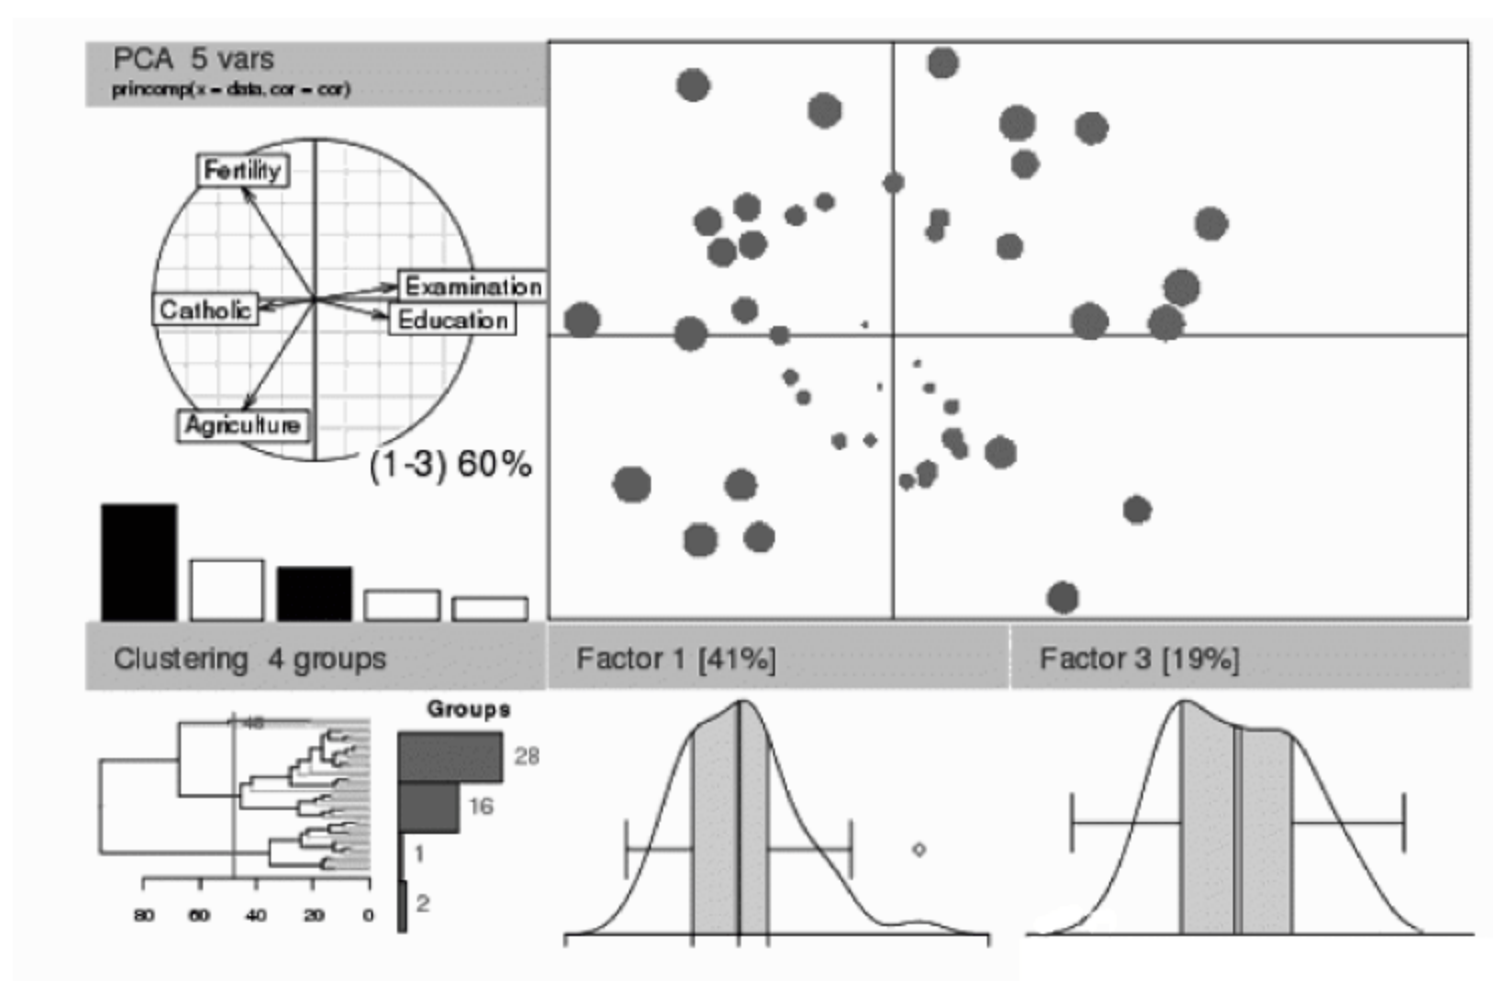 PCA 5 vars
princomp(x = data, cor = cor)
Fertility
Examination
Catholic
Education
Agriculture
(1-3) 60%
Clustering 4 groups
Factor 1 [41%]
Factor 3 [19%]
Groups
48
28
16
1
2
80 60 40 20 0